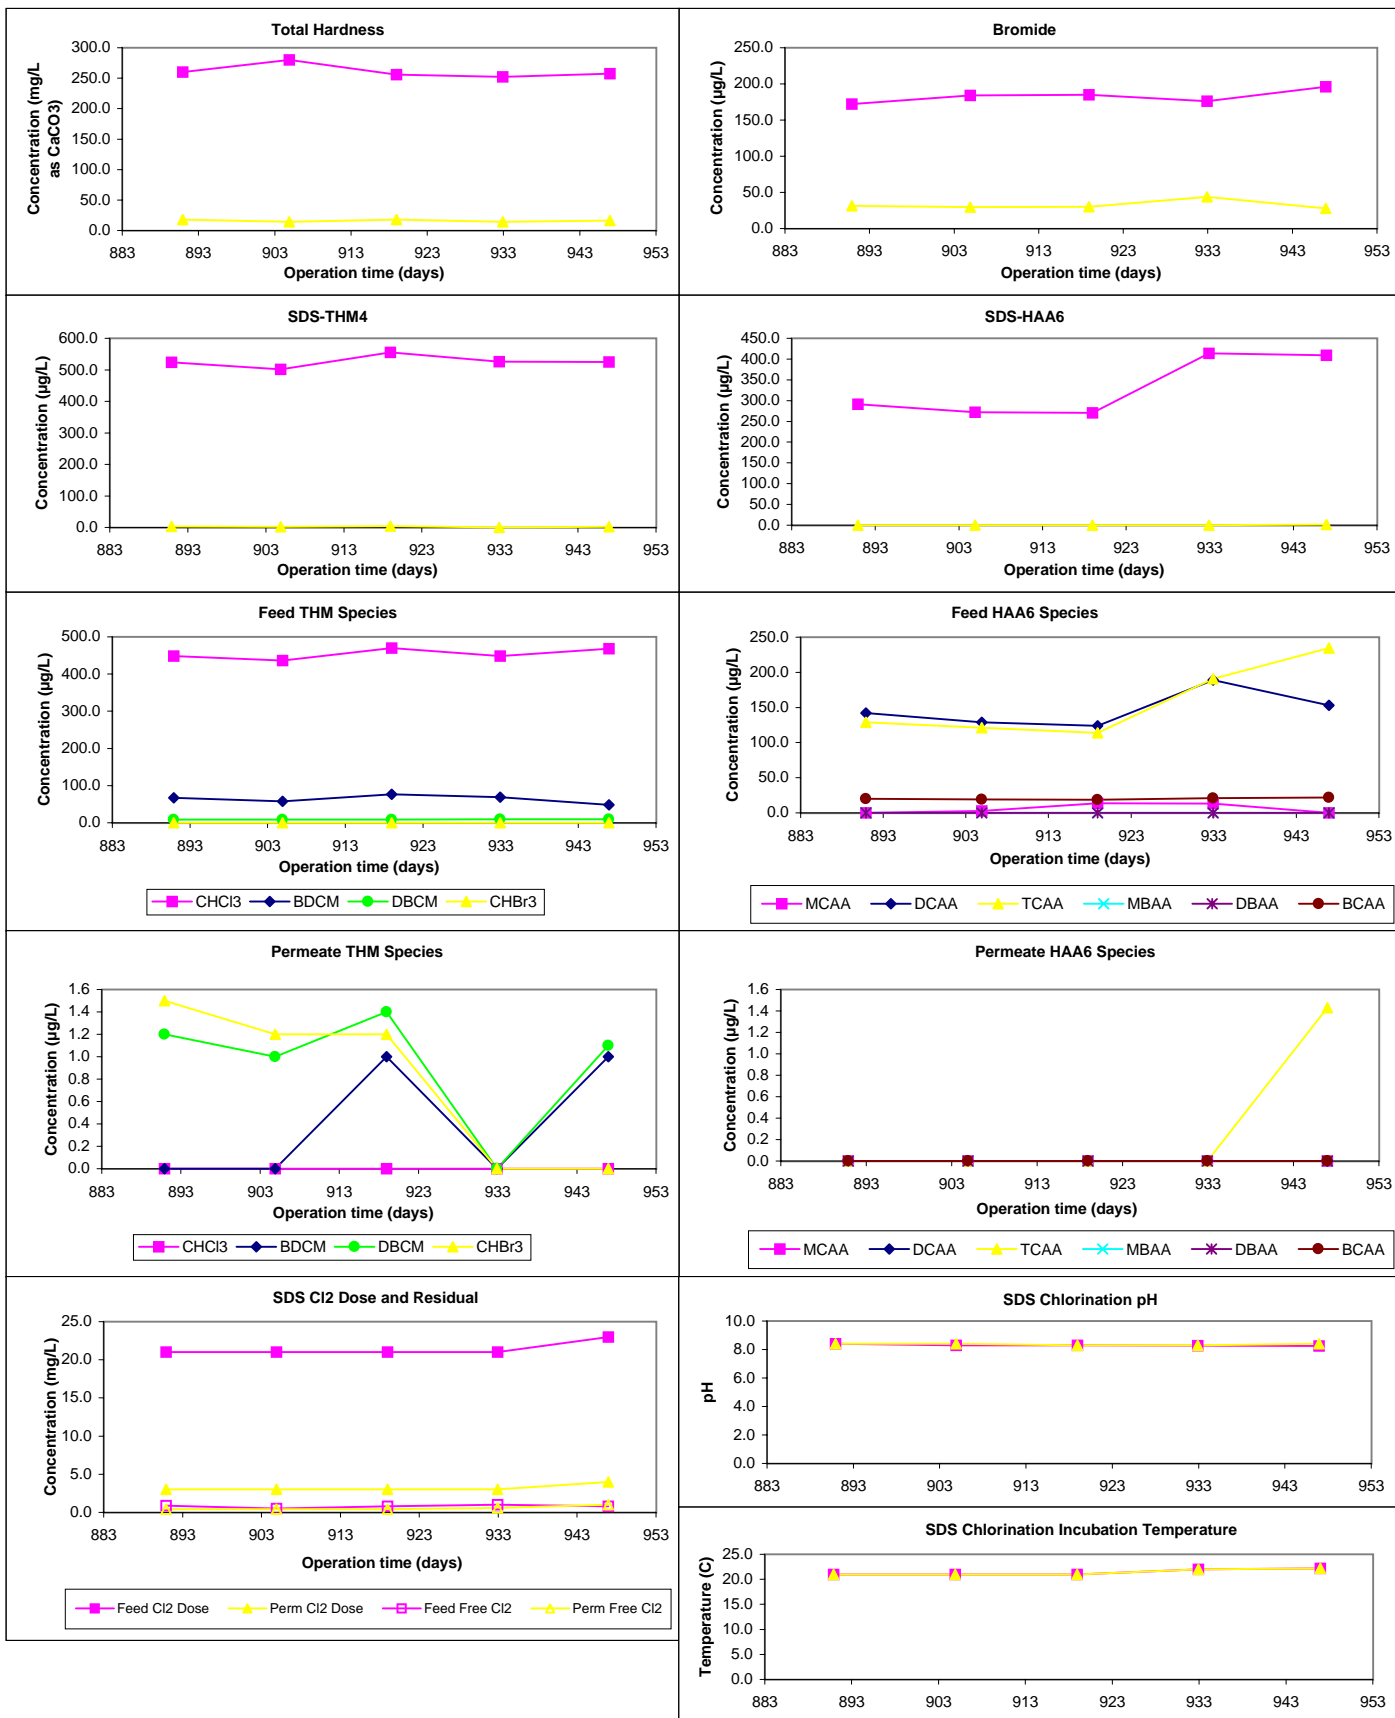 Total Hardness
Concentration (mg/L
as CaCO3)
300.0
250.0
200.0
150.0
100.0
50.0
0.0
883 893 903 913 923 933 943 953
Operation time (days)
Bromide
Concentration (µg/L)
250.0
200.0
150.0
100.0
50.0
0.0
883 893 903 913 923 933 943 953
Operation time (days)
SDS-THM4
Concentration (µg/L)
600.0
500.0
400.0
300.0
200.0
100.0
0.0
883 893 903 913 923 933 943 953
Operation time (days)
SDS-HAA6
Concentration (µg/L)
450.0
400.0
350.0
300.0
250.0
200.0
150.0
100.0
50.0
0.0
883 893 903 913 923 933 943 953
Operation time (days)
Feed THM Species
Concentration (µg/L)
500.0
400.0
300.0
200.0
100.0
0.0
883 893 903 913 923 933 943 953
Operation time (days)
CHCl3 BDCM DBCM CHBr3
Feed HAA6 Species
Concentration (µg/L)
250.0
200.0
150.0
100.0
50.0
0.0
883 893 903 913 923 933 943 953
Operation time (days)
MCAA DCAA TCAA MBAA DBAA BCAA
Permeate THM Species
Concentration (µg/L)
1.6
1.4
1.2
1.0
0.8
0.6
0.4
0.2
0.0
883 893 903 913 923 933 943 953
Operation time (days)
CHCl3 BDCM DBCM CHBr3
Permeate HAA6 Species
Concentration (µg/L)
1.6
1.4
1.2
1.0
0.8
0.6
0.4
0.2
0.0
883 893 903 913 923 933 943 953
Operation time (days)
MCAA DCAA TCAA MBAA DBAA BCAA
SDS Cl2 Dose and Residual
Concentration (mg/L)
25.0
20.0
15.0
10.0
5.0
0.0
883 893 903 913 923 933 943 953
Operation time (days)
Feed Cl2 Dose Perm Cl2 Dose Feed Free Cl2 Perm Free Cl2
SDS Chlorination pH
pH
10.0
8.0
6.0
4.0
2.0
0.0
883 893 903 913 923 933 943 953
SDS Chlorination Incubation Temperature
Temperature (C)
25.0
20.0
15.0
10.0
5.0
0.0
883 893 903 913 923 933 943 953